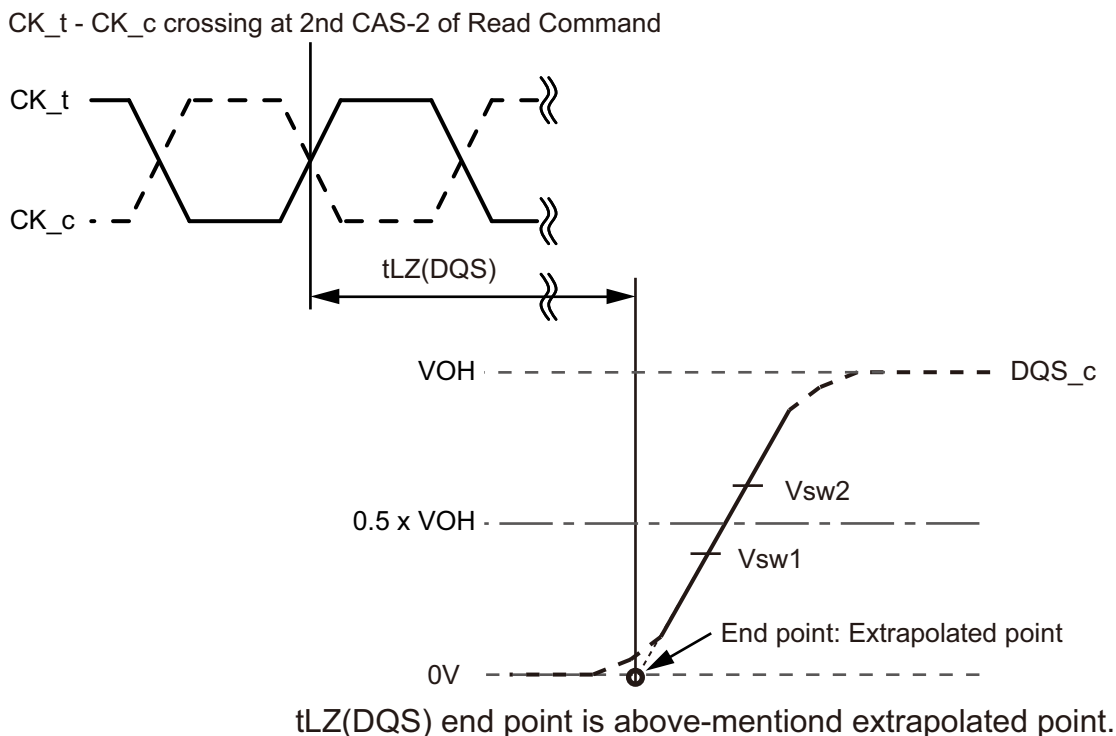 CK_t - CK_c crossing at 2nd CAS-2 of Read Command
CK_t
CK_c
tLZ(DQS)
VOH
DQS_c
Vsw2
0.5 x VOH
Vsw1
End point: Extrapolated point
0V
tLZ(DQS) end point is above-mentiond extrapolated point.